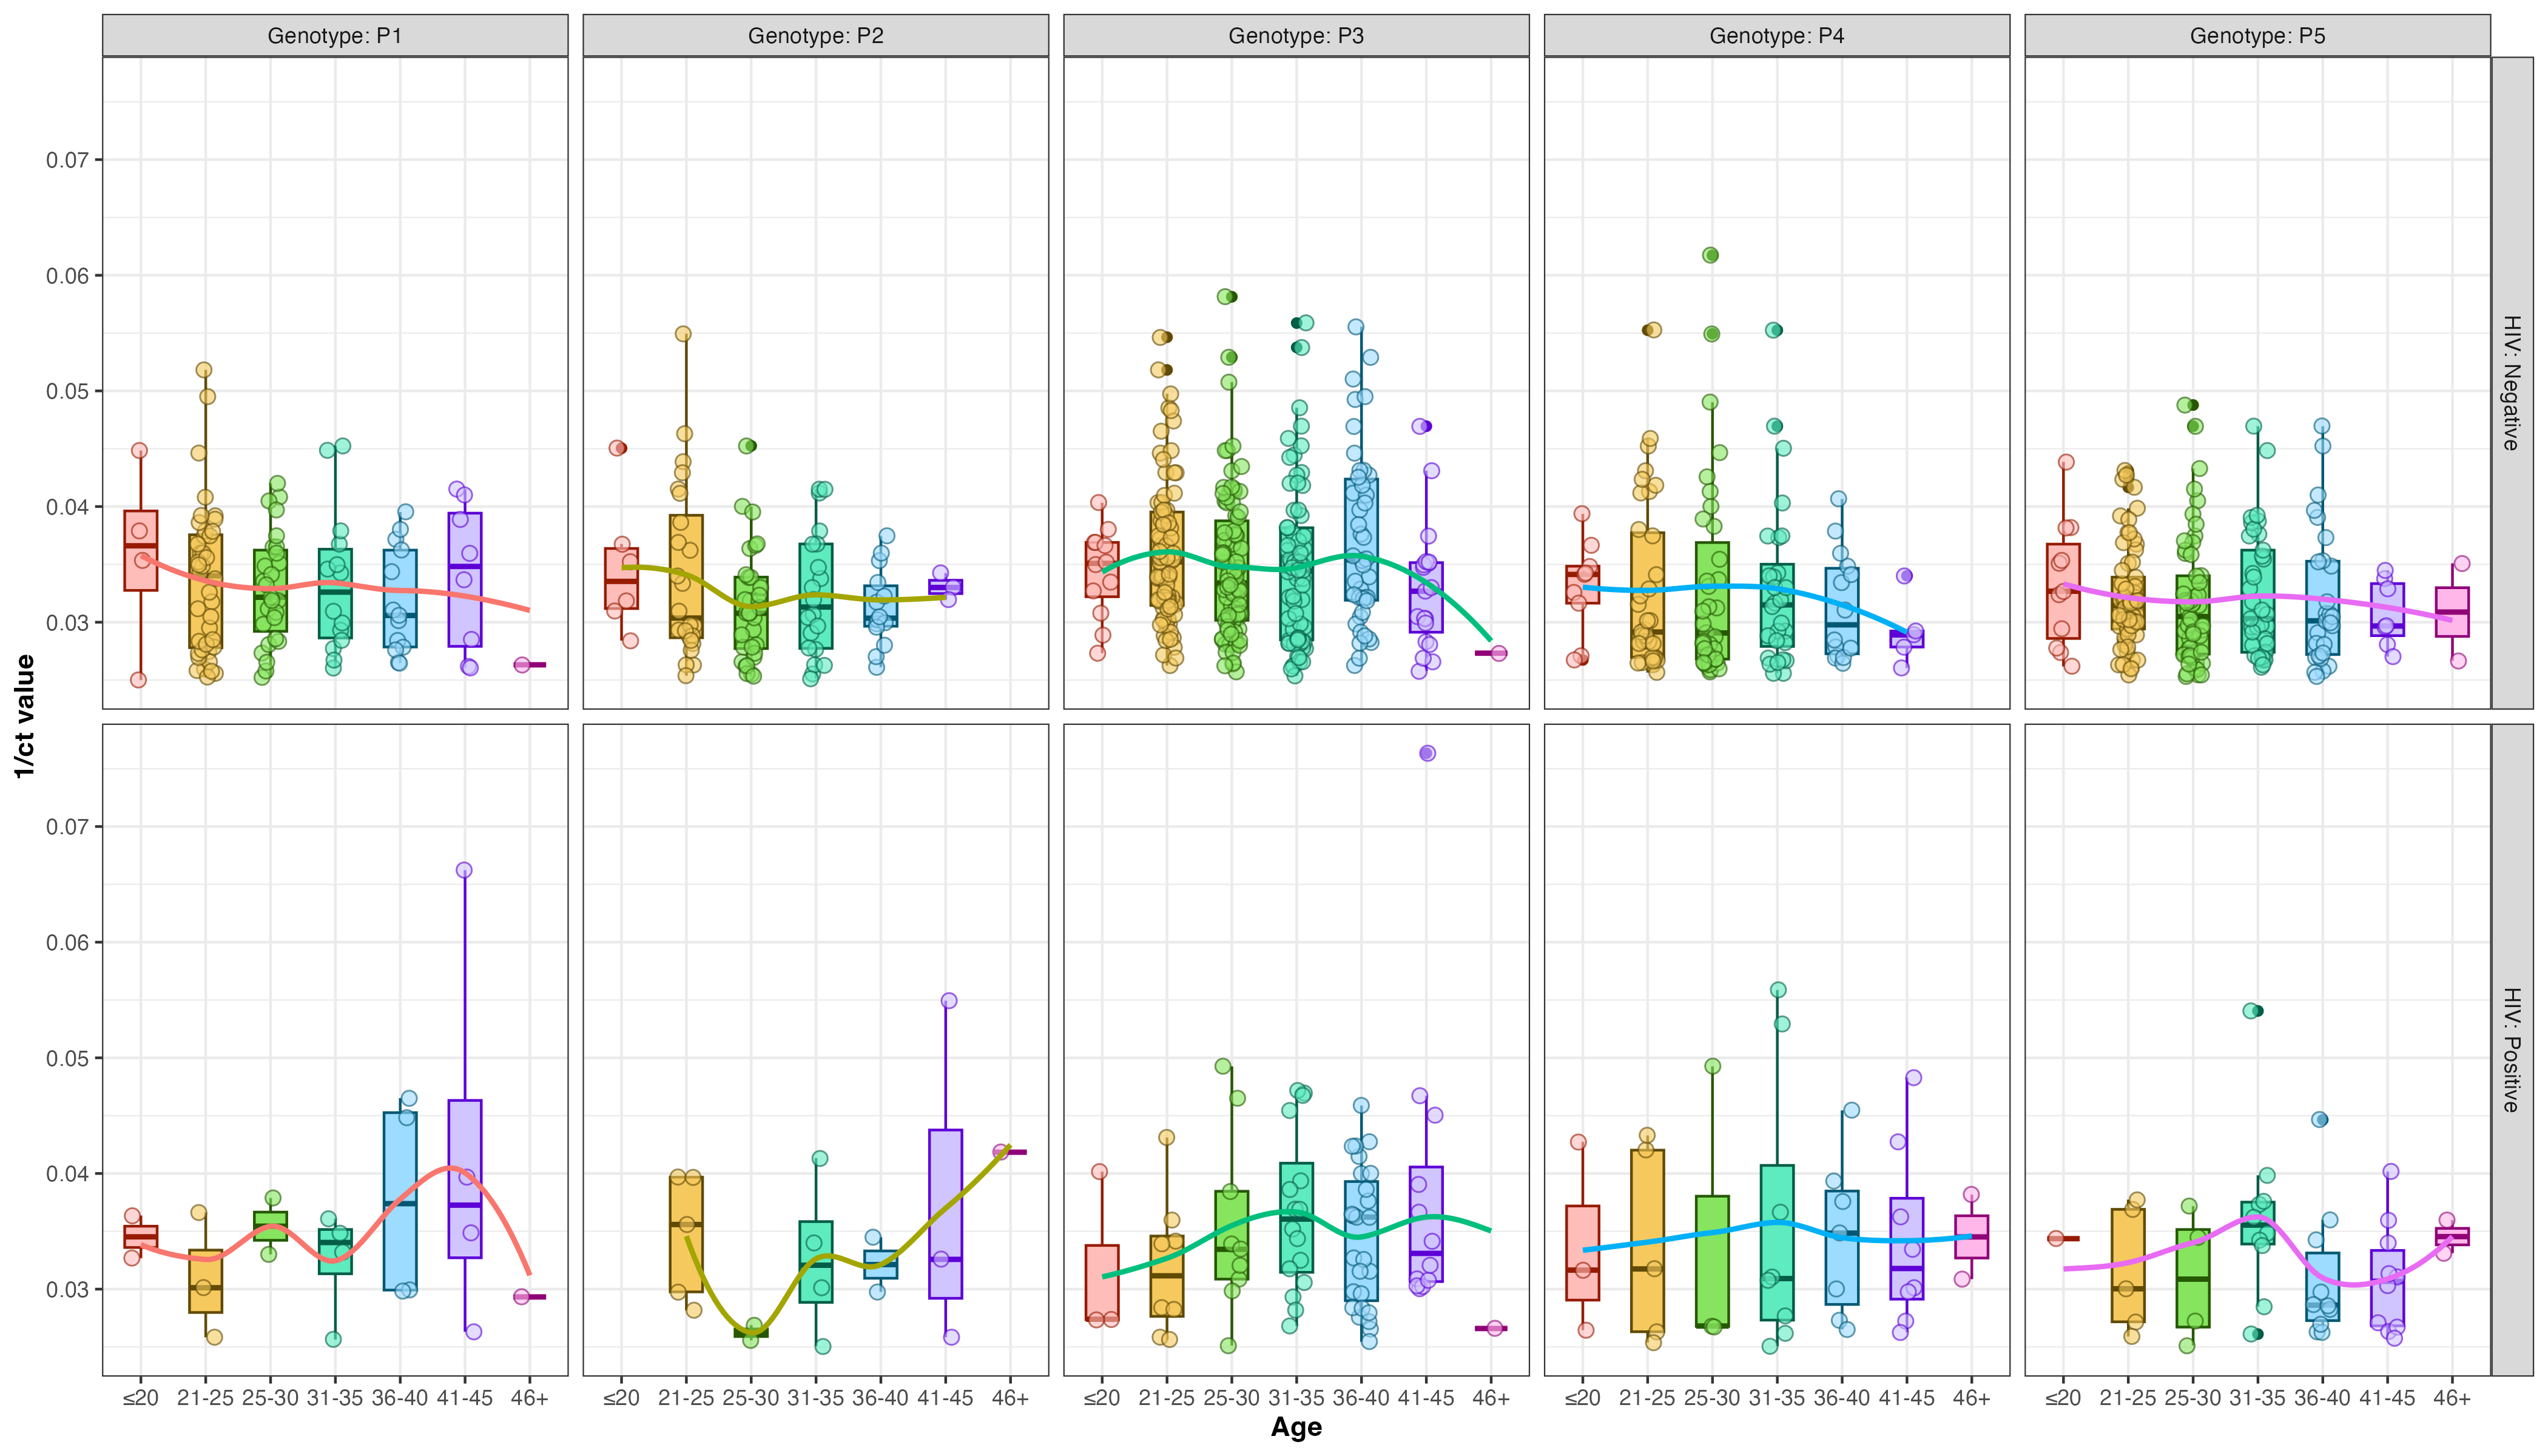 Genotype: P1 Genotype: P2 Genotype: P3 Genotype: P4 Genotype: P5
0.07
0.06
0.05
0.04
0.03
HIV: Negative
1/ct value
0.07
0.06
0.05
0.04
0.03
HIV: Positive
≤20 21-25 25-30 31-35 36-40 41-45 46+ ≤20 21-25 25-30 31-35 36-40 41-45 46+ ≤20 21-25 25-30 31-35 36-40 41-45 46+ ≤20 21-25 25-30 31-35 36-40 41-45 46+ ≤20 21-25 25-30 31-35 36-40 41-45 46+
Age